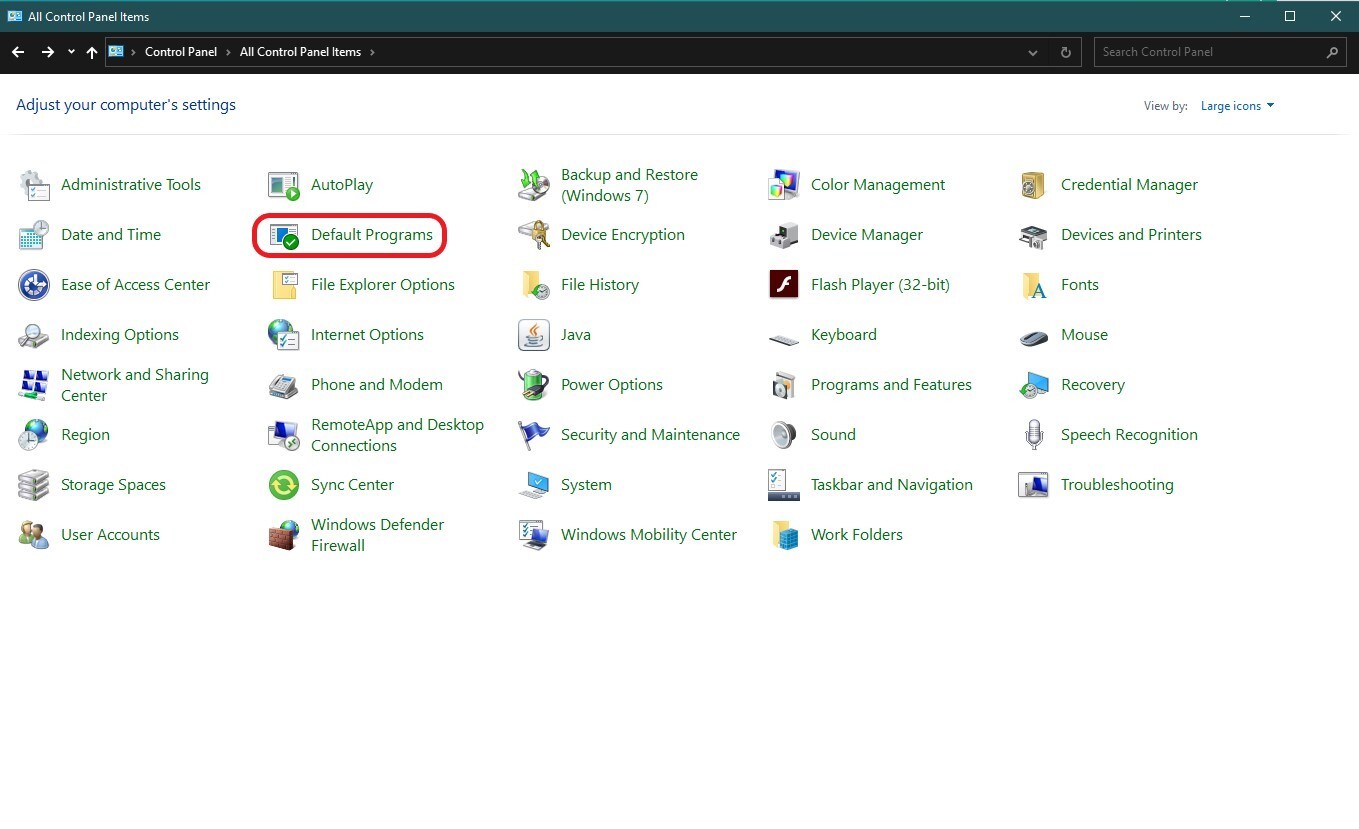 All Control Panel Items
Control Panel > All Control Panel Items >
Search Control Panel
Adjust your computer's settings
View by: Large icons
Administrative Tools
AutoPlay
Backup and Restore
(Windows 7)
Color Management
Credential Manager
Date and Time
Default Programs
Device Encryption
Device Manager
Devices and Printers
Ease of Access Center
File Explorer Options
File History
Flash Player (32-bit)
Fonts
Indexing Options
Internet Options
Java
Keyboard
Mouse
Network and Sharing
Center
Phone and Modem
Power Options
Programs and Features
Recovery
Region
RemoteApp and Desktop
Connections
Security and Maintenance
Sound
Speech Recognition
Storage Spaces
Sync Center
System
Taskbar and Navigation
Troubleshooting
User Accounts
Windows Defender
Firewall
Windows Mobility Center
Work Folders